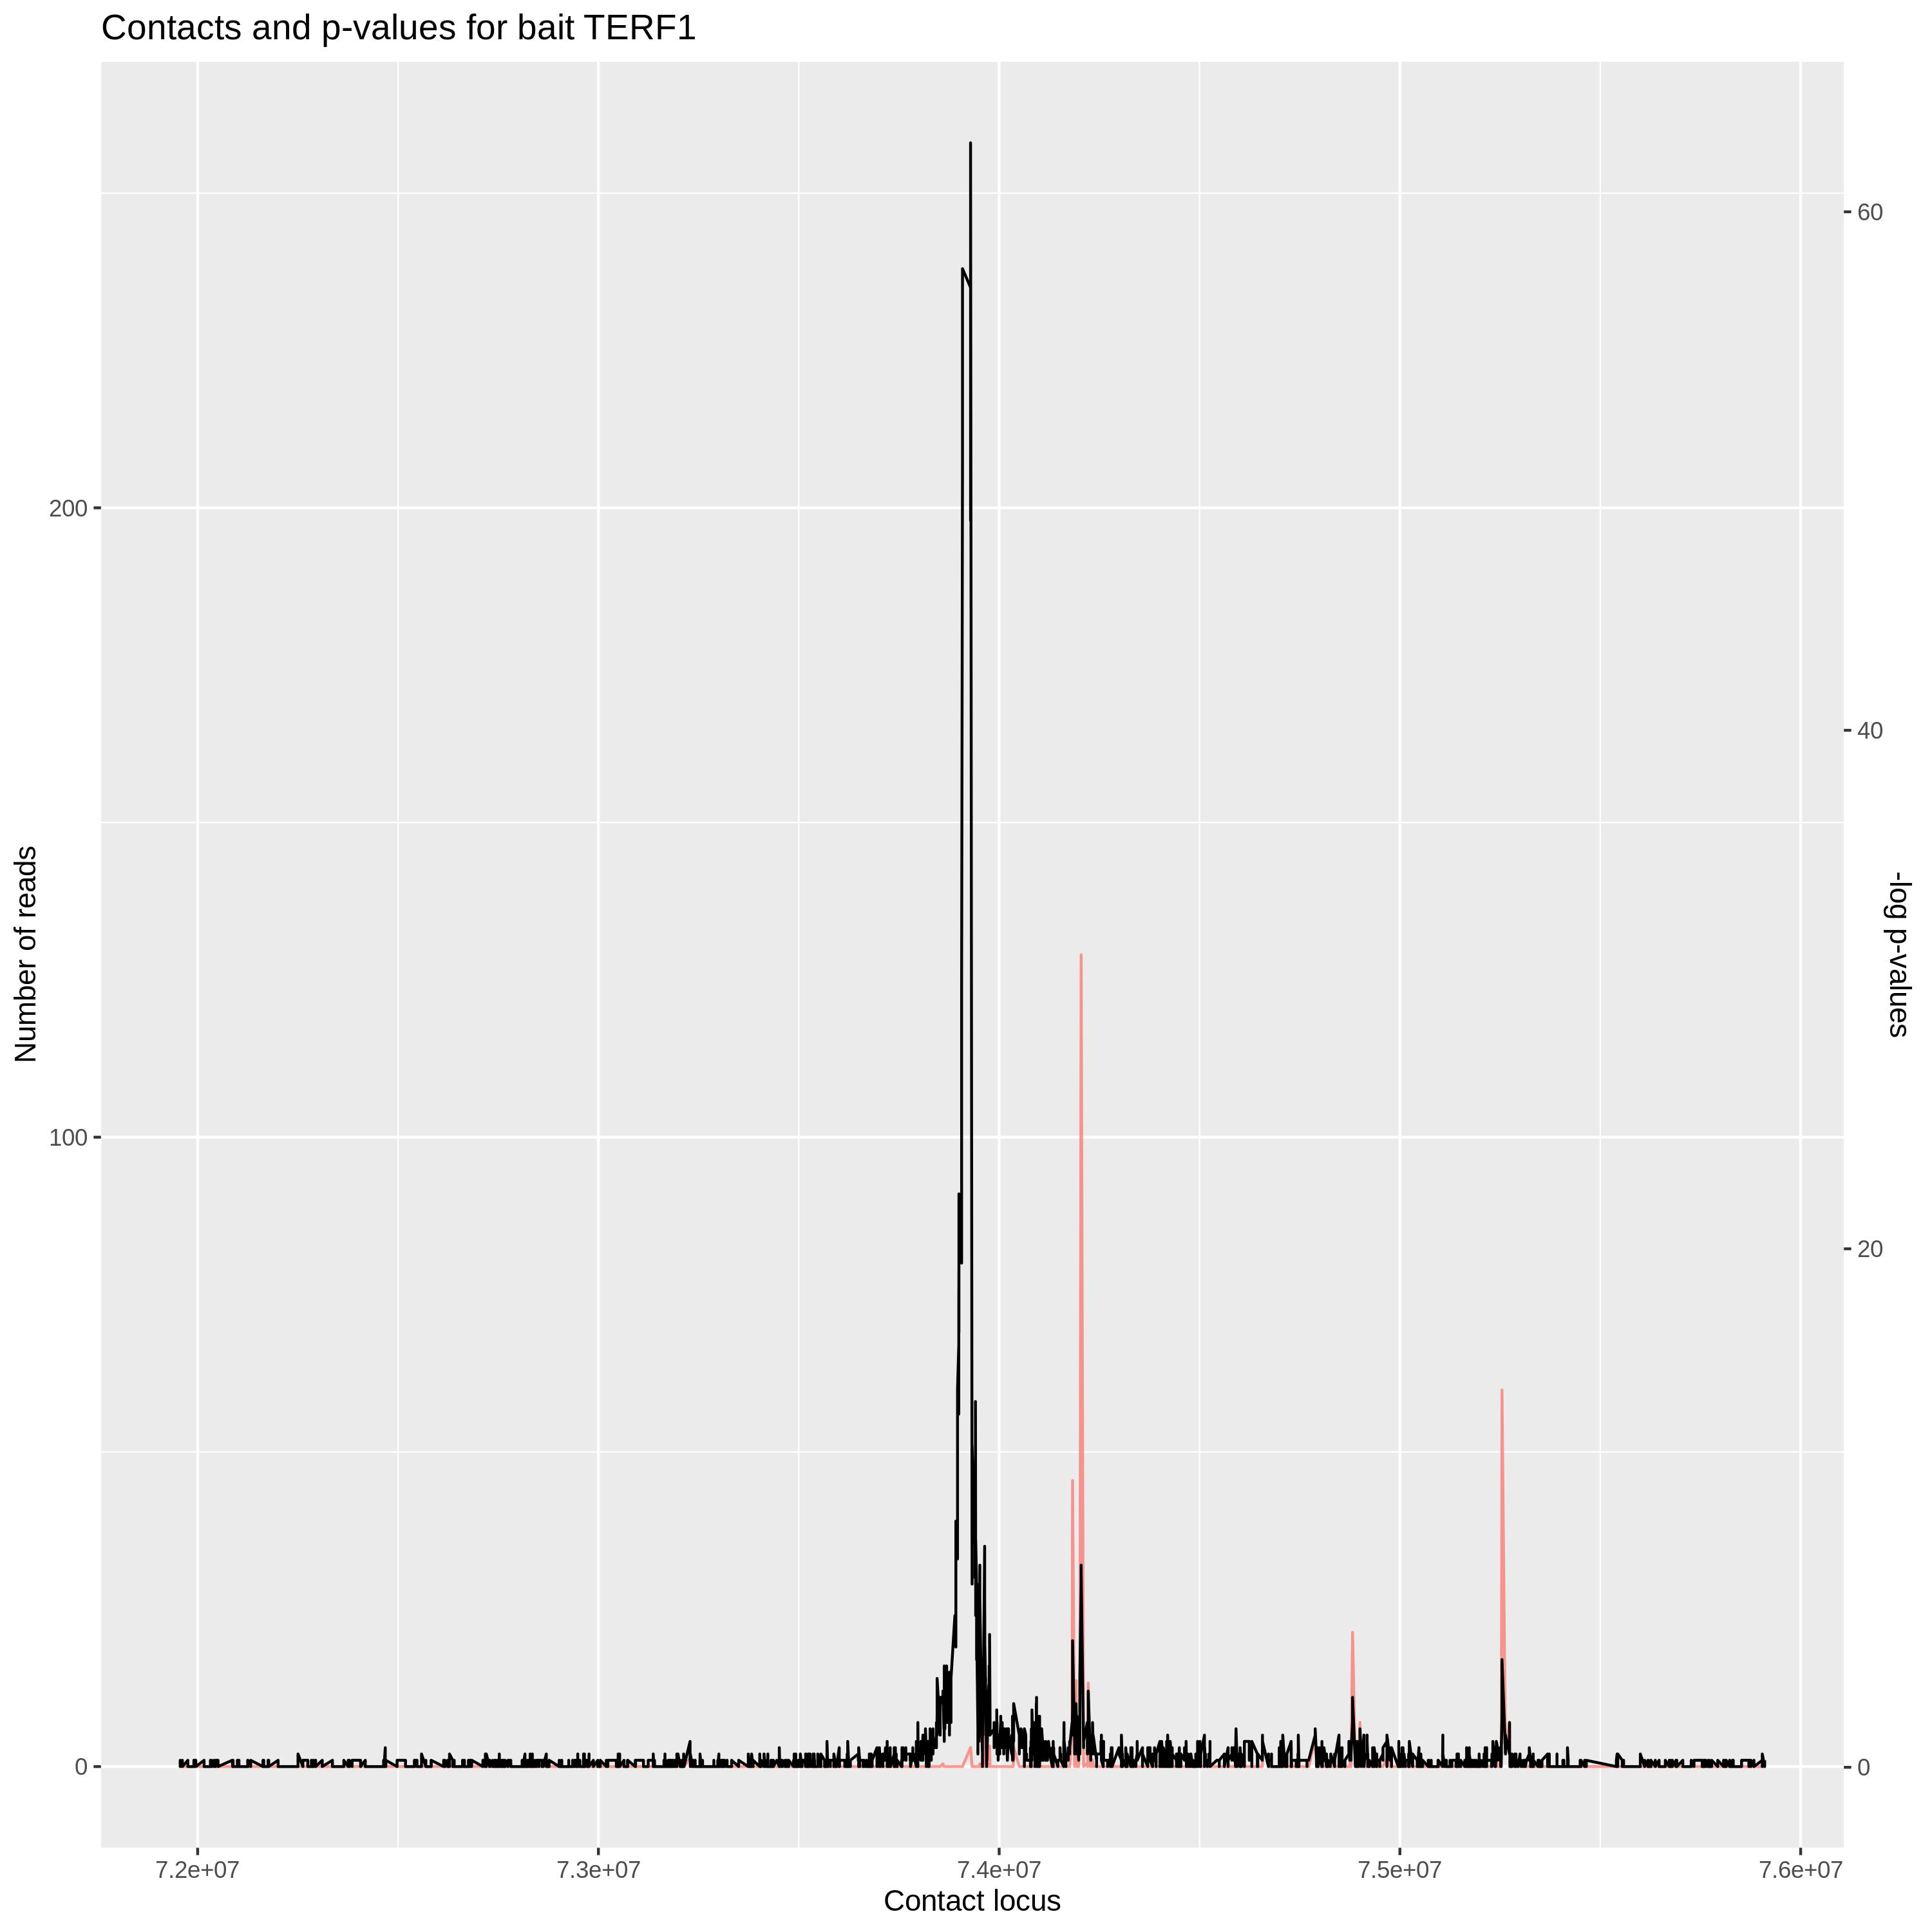 Contacts and p-values for bait TERF1
Number of reads
200
100
0
60
40
20
0
-log p-values
7.2e+07
7.3e+07
7.4e+07
7.5e+07
7.6e+07
Contact locus